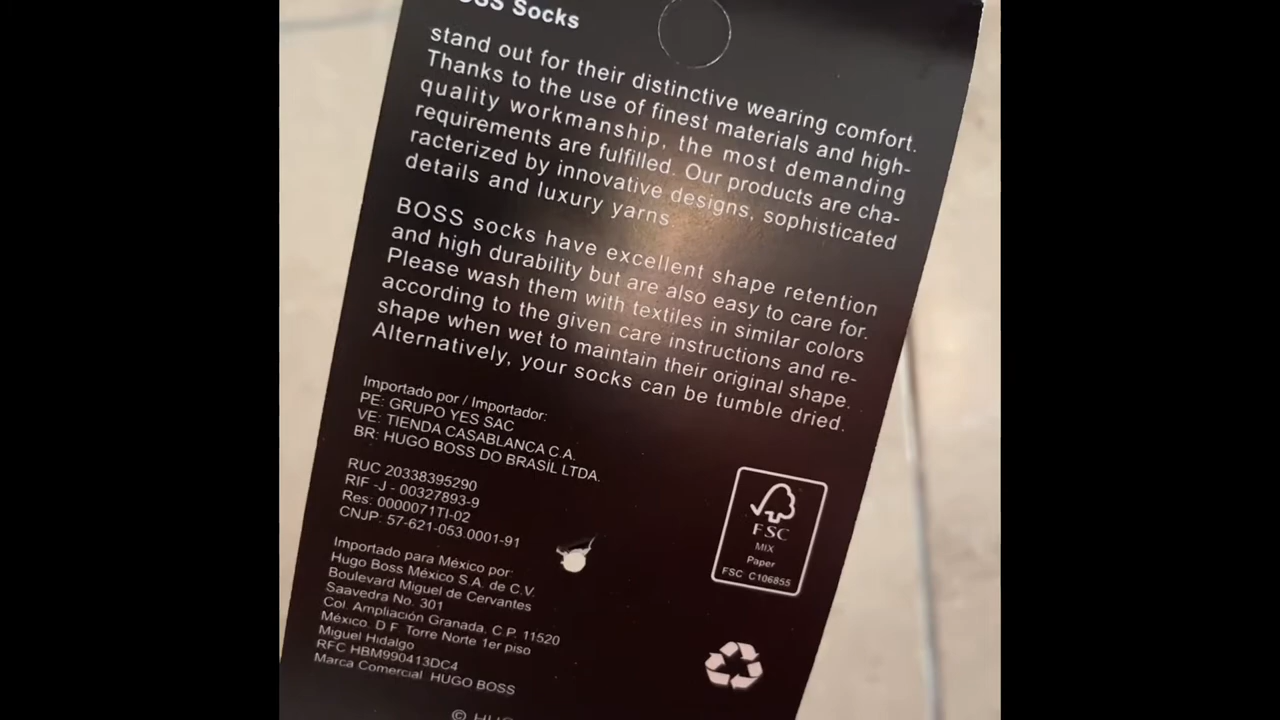 BOSS Socks
stand out for their distinctive wearing comfort.
Thanks to the use of finest materials and high-
quality workmanship, the most demanding
requirements are fulfilled. Our products are cha-
racterized by innovative designs, sophisticated
details and luxury yarns.
BOSS socks have excellent shape retention
and high durability but are also easy to care for.
Please wash them with textiles in similar colors
according to the given care instructions and re-
shape when wet to maintain their original shape.
Alternatively, your socks can be tumble dried.
Importado por / Importador:
PE: GRUPO YES SAC
VE: TIENDA CASABLANCA C.A.
BR: HUGO BOSS DO BRASÍL LTDA.
RUC 20338395290
RIF -J - 00327893-9
Res: 0000071TI-02
CNJP: 57-621-053.0001-91
Importado para México por:
Hugo Boss México S.A. de C.V.
Boulevard Miguel de Cervantes
Saavedra No. 301
Col. Ampliación Granada, C.P. 11520
México. D.F. Torre Norte 1er piso
Miguel Hidalgo
RFC HBM990413DC4
Marca Comercial HUGO BOSS
FSC
MIX
Paper
FSC C106855
©